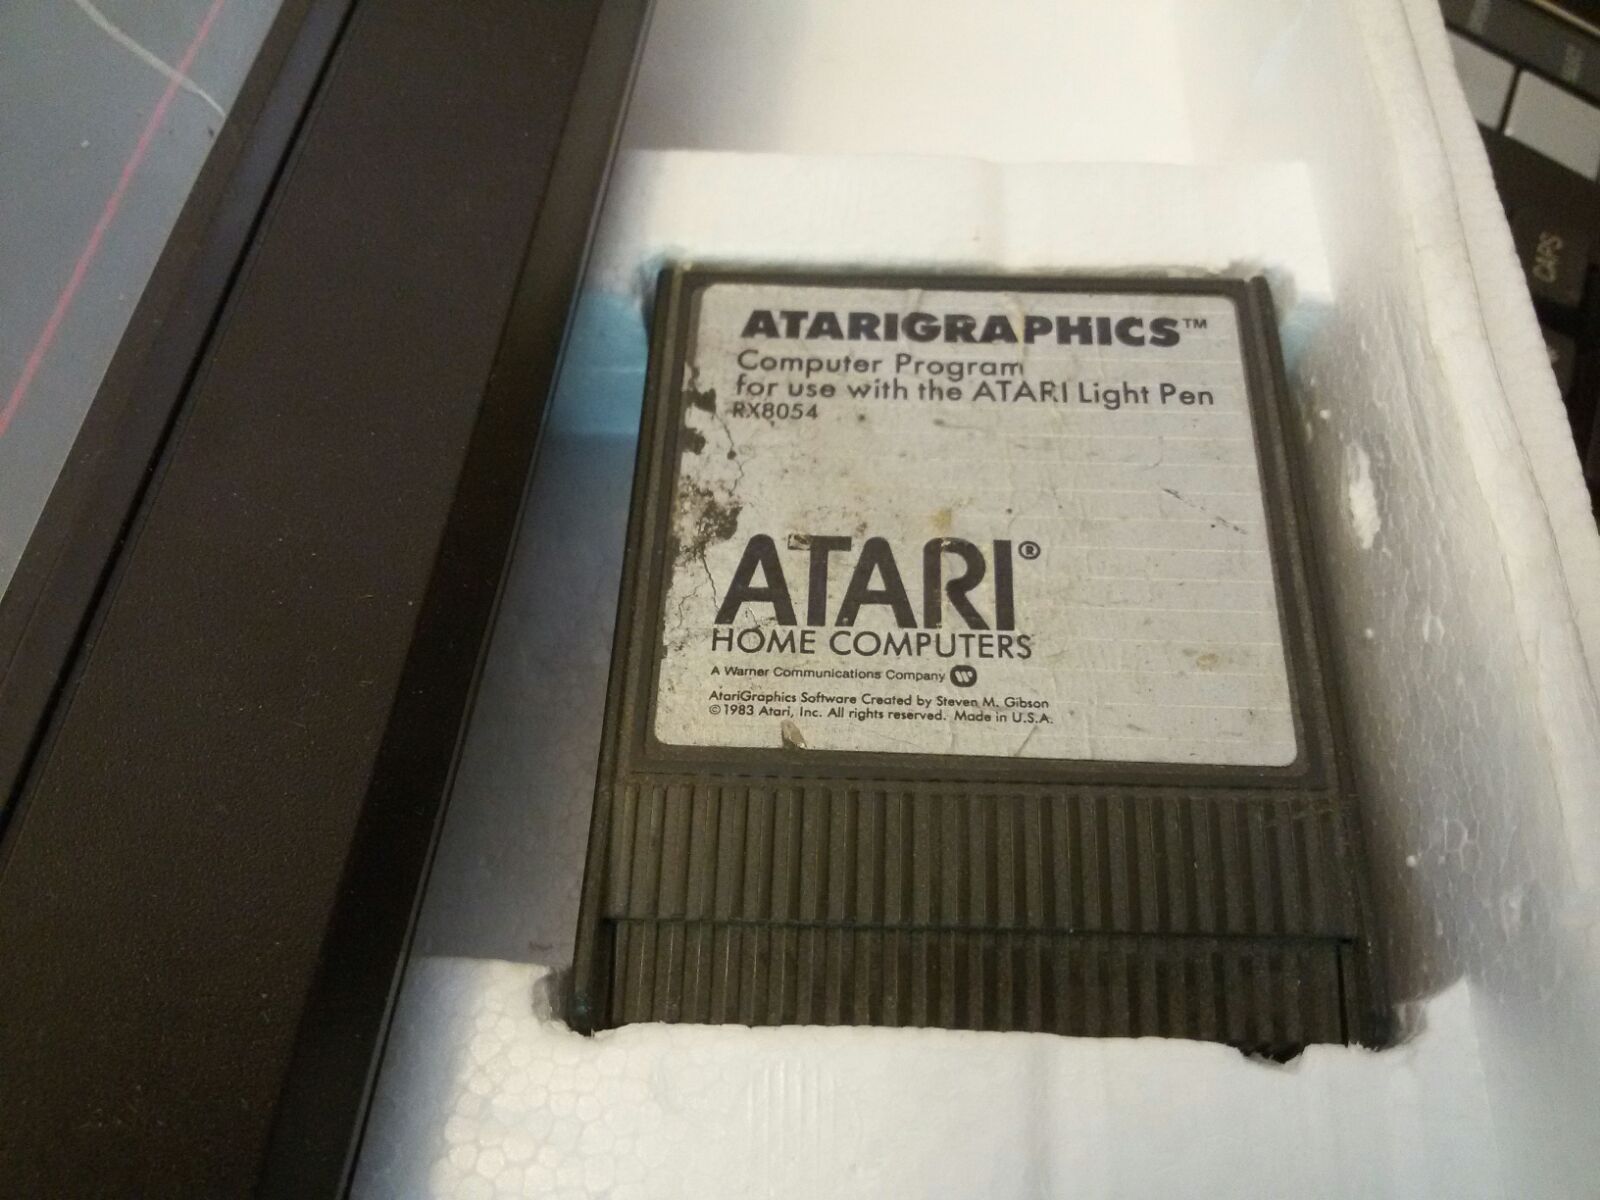 ATARIGRAPHICS™
Computer Program
for use with the ATARI Light Pen
RX8054
ATARI®
HOME COMPUTERS
A Warner Communications Company
AtariGraphics Software Created by Steven M. Gibson
©1983 Atari, Inc. All rights reserved. Made in U.S.A.
CAPS